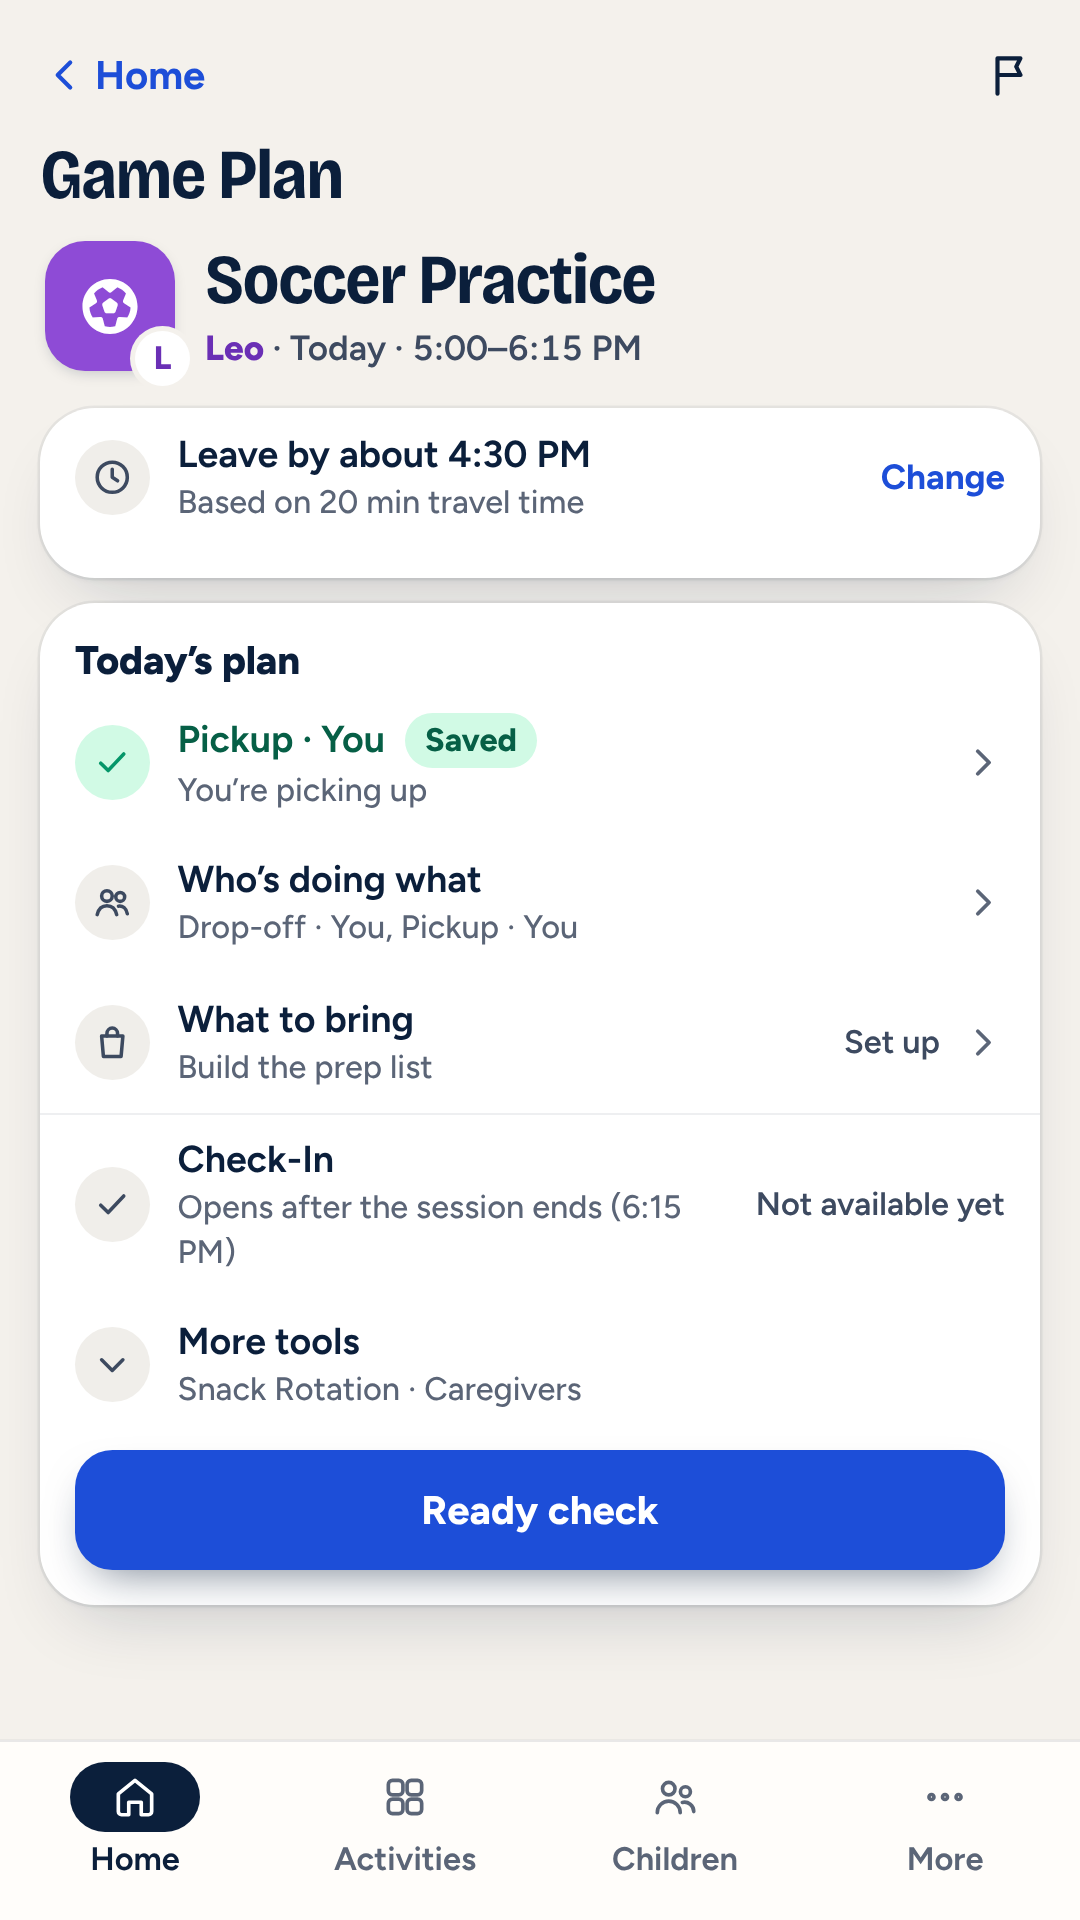 Home
Game Plan
Soccer Practice
L
Leo · Today · 5:00–6:15 PM
Leave by about 4:30 PM
Based on 20 min travel time
Change
Today’s plan
Pickup · You
Saved
You’re picking up
Who’s doing what
Drop-off · You, Pickup · You
What to bring
Build the prep list
Set up
Check-In
Opens after the session ends (6:15
PM)
Not available yet
More tools
Snack Rotation · Caregivers
Ready check
Home
Activities
Children
More